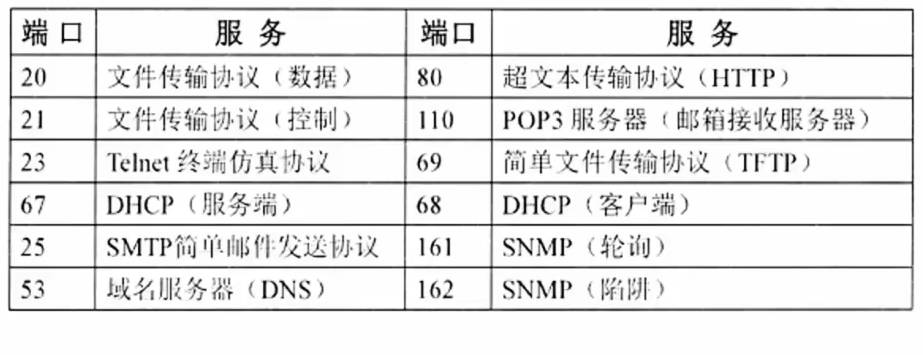 端口 服务 端口 服务
20 文件传输协议（数据） 80 超文本传输协议（HTTP）
21 文件传输协议（控制） 110 POP3 服务器（邮箱接收服务器）
23 Telnet 终端仿真协议 69 简单文件传输协议（TFTP）
67 DHCP（服务端） 68 DHCP（客户端）
25 SMTP简单邮件发送协议 161 SNMP（轮询）
53 域名服务器（DNS） 162 SNMP（陷阱）